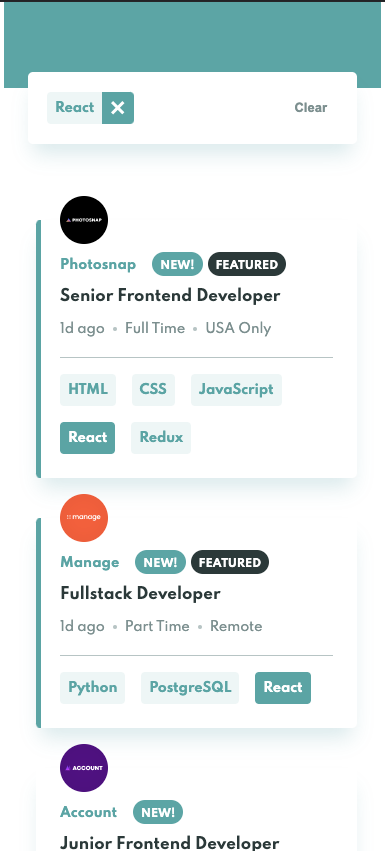 React ✕ Clear
PHOTOSNAP
Photosnap NEW! FEATURED
Senior Frontend Developer
1d ago • Full Time • USA Only
HTML CSS JavaScript
React Redux
manage
Manage NEW! FEATURED
Fullstack Developer
1d ago • Part Time • Remote
Python PostgreSQL React
ACCOUNT
Account NEW!
Junior Frontend Developer